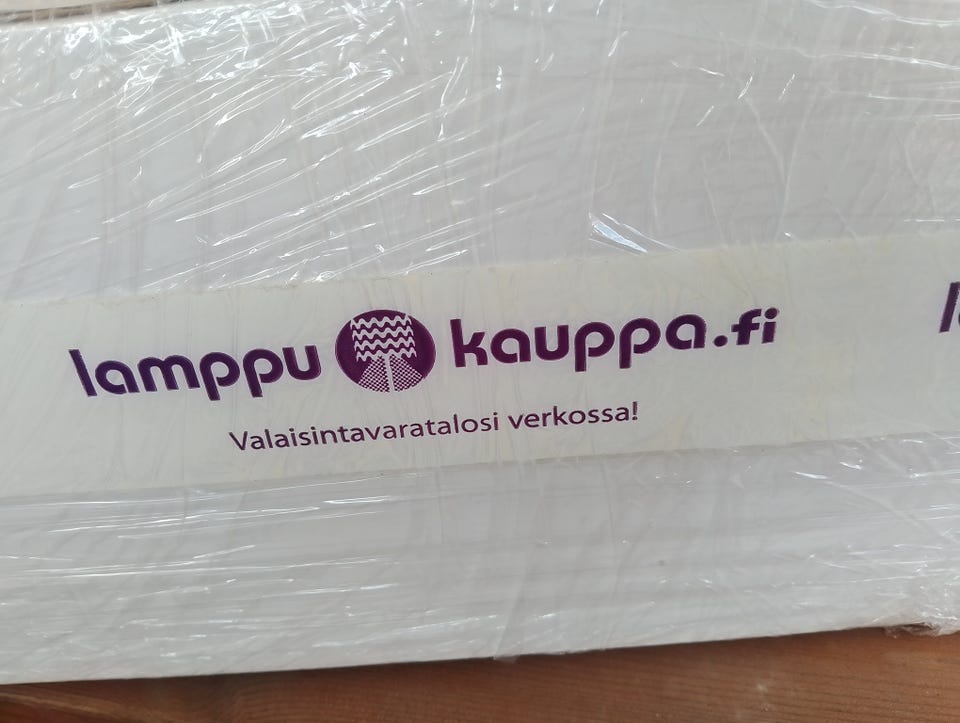 lamppu kauppa.fi
Valaisintavaratalosi verkossa!